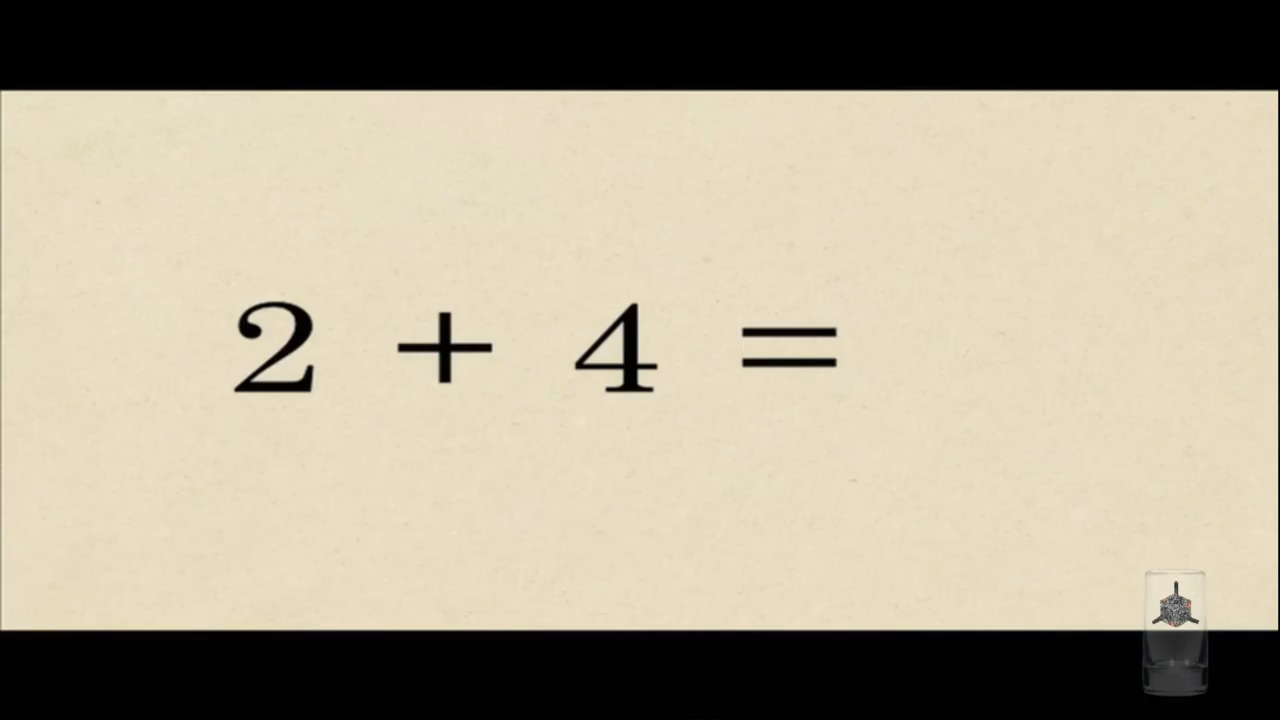 2 + 4 =